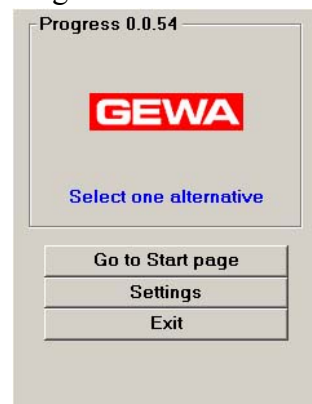 Progress 0.0.54
GEWA
Select one alternative
Go to Start page
Settings
Exit